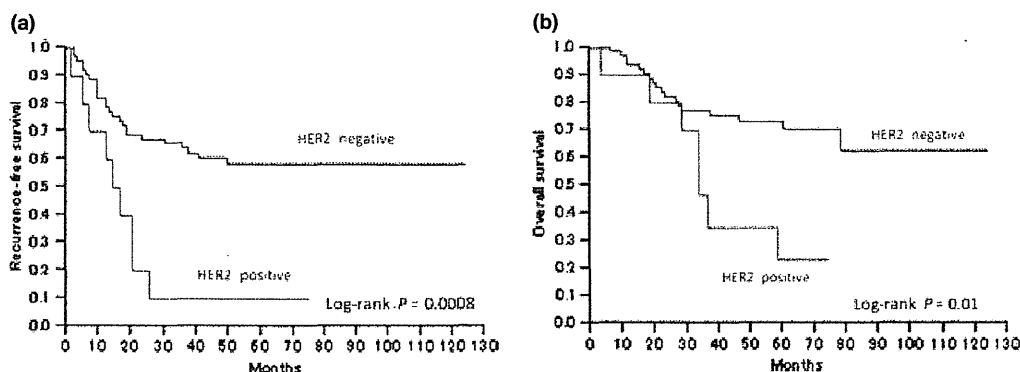 (a)
Recurrence-free survival
1.0
0.9
0.8
0.7
0.6
0.5
0.4
0.3
0.2
0.1
0.0
HER2 negative
HER2 positive
Log-rank P = 0.0008
0 10 20 30 40 50 60 70 80 90 100 110 120 130
Months
(b)
Overall survival
1.0
0.9
0.8
0.7
0.6
0.5
0.4
0.3
0.2
0.1
0.0
HER2 negative
HER2 positive
Log-rank P = 0.01
0 10 20 30 40 50 60 70 80 90 100 110 120 130
Months